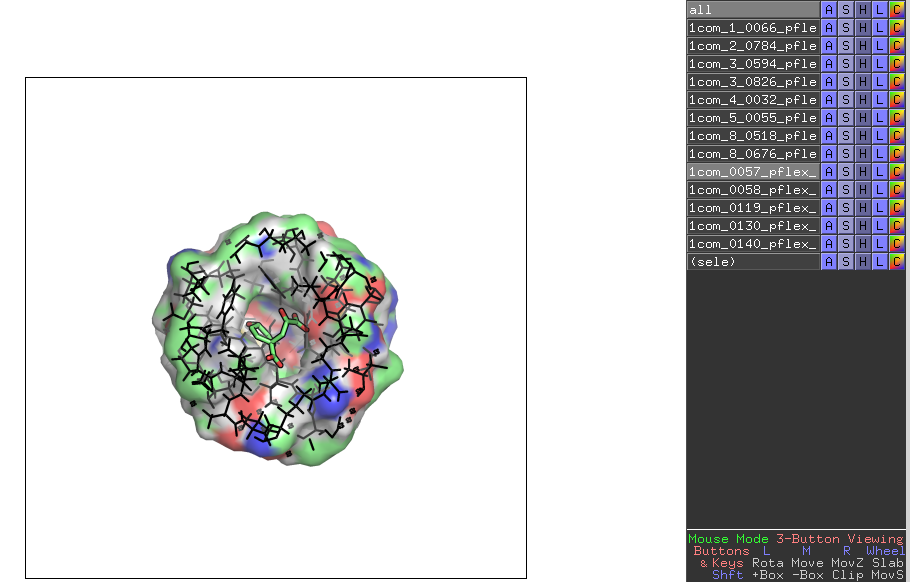 all A S H L C
1com_1_0066_pfle A S H L C
1com_2_0784_pfle A S H L C
1com_3_0594_pfle A S H L C
1com_3_0826_pfle A S H L C
1com_4_0032_pfle A S H L C
1com_5_0055_pfle A S H L C
1com_8_0518_pfle A S H L C
1com_8_0676_pfle A S H L C
1com_0057_pflex_ A S H L C
1com_0058_pflex_ A S H L C
1com_0119_pflex_ A S H L C
1com_0130_pflex_ A S H L C
1com_0140_pflex_ A S H L C
(sele) A S H L C
Mouse Mode 3-Button Viewing
Buttons L M R Wheel
& Keys Rota Move MovZ Slab
Shft +Box -Box Clip MovS